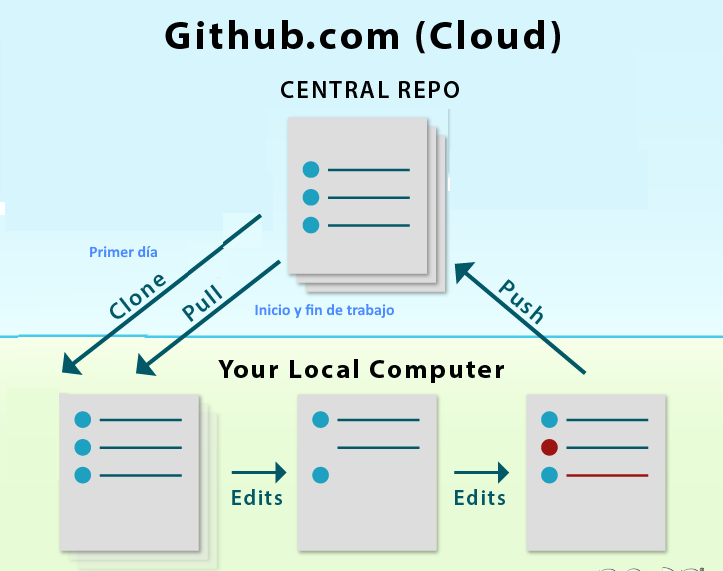 Github.com (Cloud)
CENTRAL REPO
Primer día
Clone
Pull
Inicio y fin de trabajo
Push
Your Local Computer
Edits
Edits